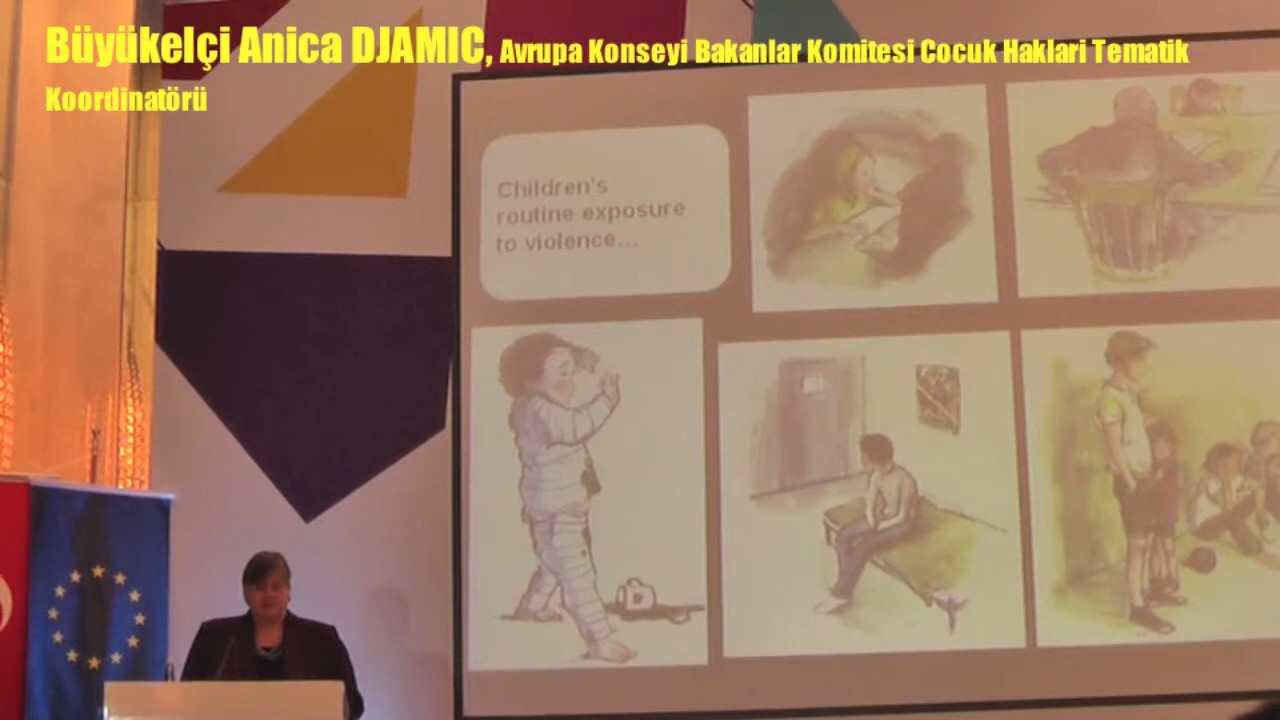 Büyükelçi Anica DJAMIC, Avrupa Konseyi Bakanlar Komitesi Cocuk Haklari Tematik
Koordinatörü
Children's
routine exposure
to violence...